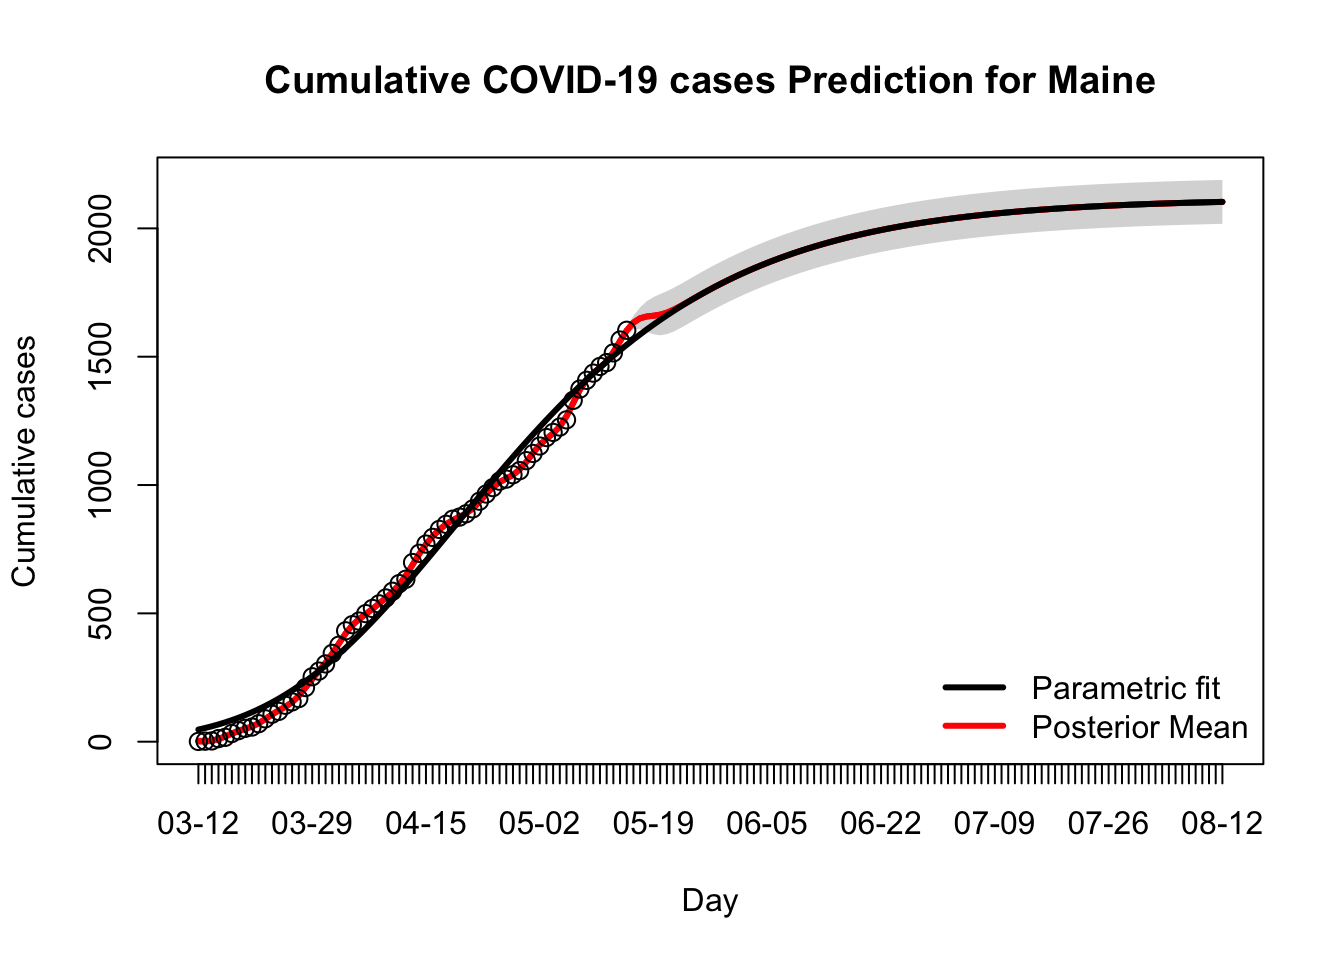 Cumulative COVID-19 cases Prediction for Maine
Cumulative cases
2000
1500
1000
500
0
Parametric fit
Posterior Mean
03-12 03-29 04-15 05-02 05-19 06-05 06-22 07-09 07-26 08-12
Day